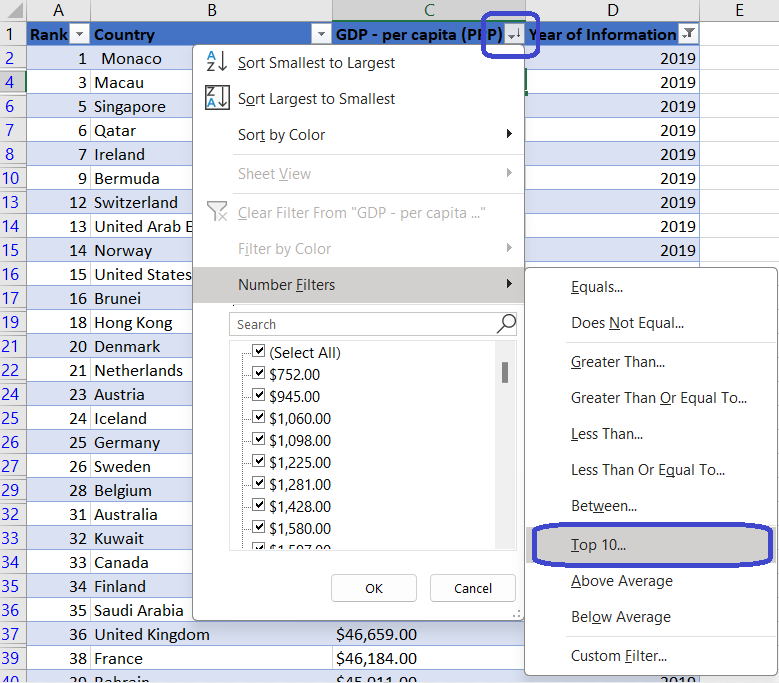 A B C D E
1 Rank Country GDP - per capita (PPP) Year of Information
2 1 Monaco 2019
4 3 Macau 2019
6 5 Singapore 2019
7 6 Qatar 2019
8 7 Ireland 2019
10 9 Bermuda 2019
13 12 Switzerland 2019
14 13 United Arab E 2019
15 14 Norway 2019
16 15 United States
17 16 Brunei
19 18 Hong Kong
21 20 Denmark
22 21 Netherlands
24 23 Austria
25 24 Iceland
26 25 Germany
27 26 Sweden
29 28 Belgium
32 31 Australia
33 32 Kuwait
34 33 Canada
35 34 Finland
36 35 Saudi Arabia
37 36 United Kingdom $46,659.00
39 38 France $46,184.00
40 39 Bahrain $45,011.00 2019
Sort Smallest to Largest
Sort Largest to Smallest
Sort by Color
Sheet View
Clear Filter From "GDP - per capita ..."
Filter by Color
Number Filters
Search
(Select All)
$752.00
$945.00
$1,060.00
$1,098.00
$1,225.00
$1,281.00
$1,428.00
$1,580.00
OK Cancel
Equals...
Does Not Equal...
Greater Than...
Greater Than Or Equal To...
Less Than...
Less Than Or Equal To...
Between...
Top 10...
Above Average
Below Average
Custom Filter...